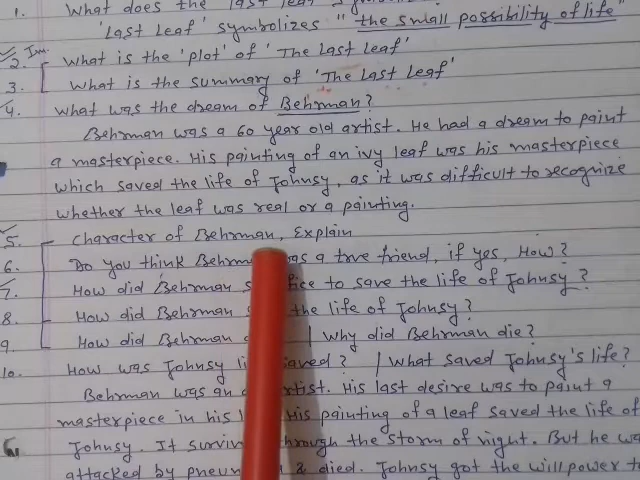 1. What does the last leaf
'Last Leaf' symbolizes "the small possibility of life"
2. Im. What is the 'plot' of 'The Last Leaf'
3. What is the summary of 'The Last Leaf'
4. What was the dream of Behrman?
Behrman was a 60 year old artist. He had a dream to paint
a masterpiece. His painting of an ivy leaf was his masterpiece
which saved the life of Johnsy, as it was difficult to recognize
whether the leaf was real or a painting.
5. Character of Behrman, Explain
6. Do you think Behrman was a true friend, if yes, How?
7. How did Behrman to save the life of Johnsy?
8. How did Behrman the life of Johnsy?
9. How did Behrman | Why did Behrman die?
10. How was Johnsy saved? | What saved Johnsy's life?
Behrman was an artist. His last desire was to paint a
masterpiece in his His painting of a leaf saved the life of
6. Johnsy. It through the storm of night. But he was
attacked by & died. Johnsy got the willpower to